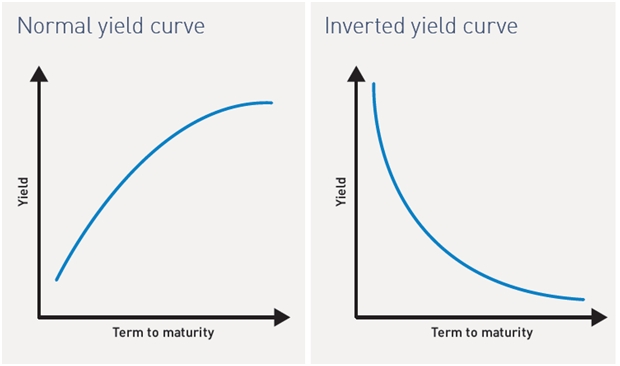 Normal yield curve
Yield
Term to maturity
Inverted yield curve
Yield
Term to maturity